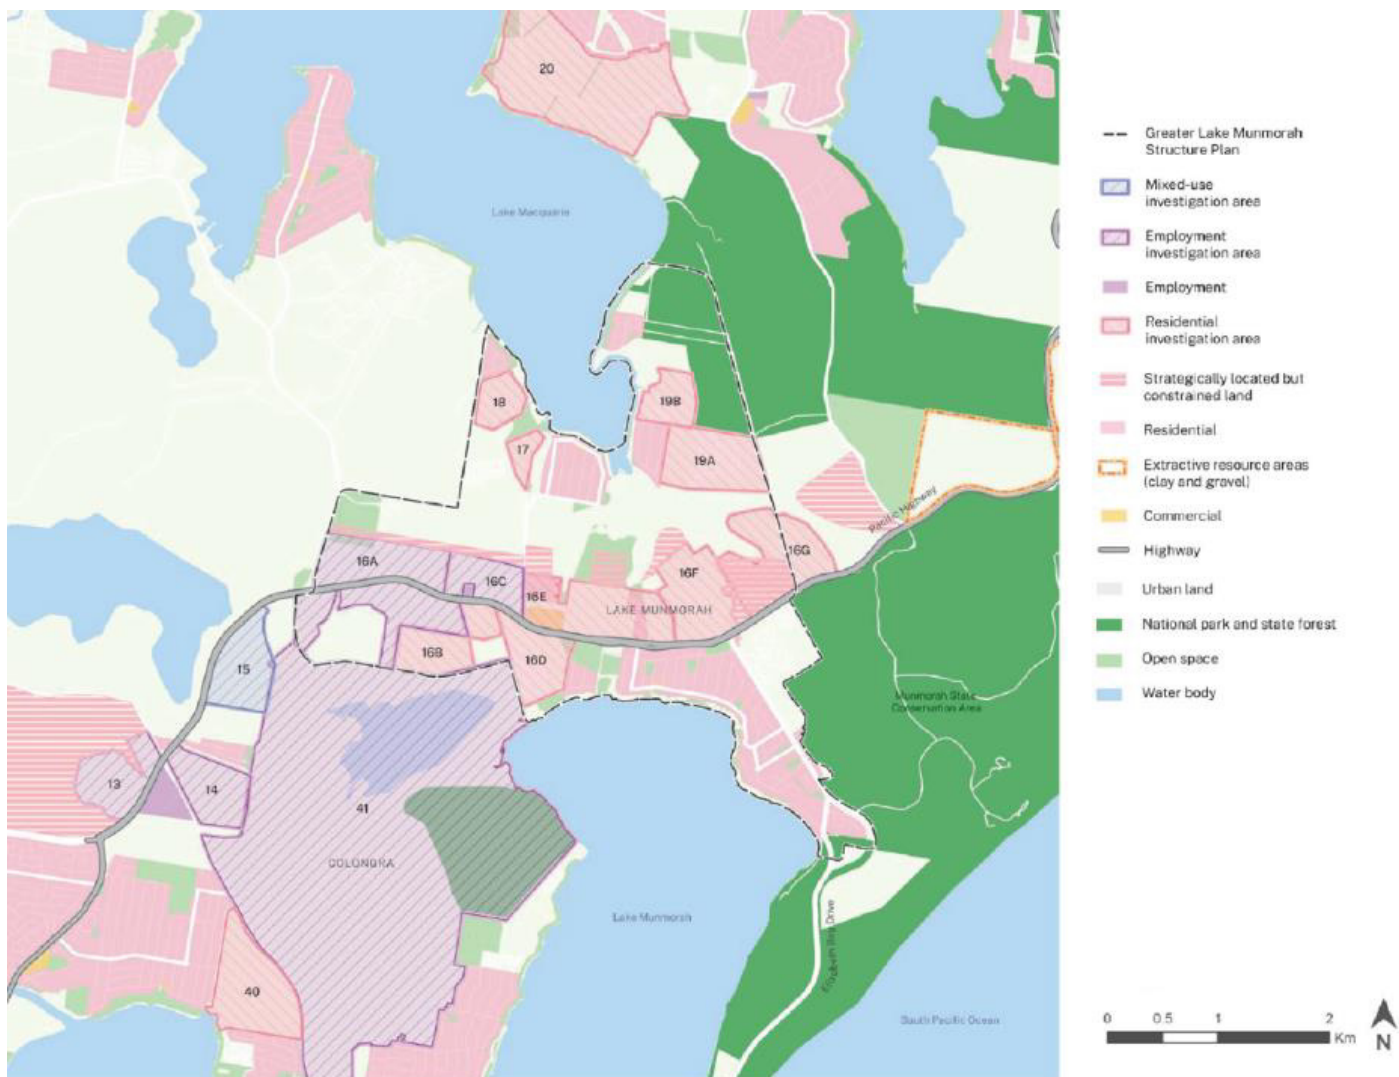 20
Lake Macquarie
18
19B
17
19A
Pacific Highway
16A
16G
16C
16F
16E
LAKE MUNMORAH
16B
16D
15
Munmorah State
Conservation Area
13
14
41
COLONGRA
Lake Munmorah
Elizabeth Bay Drive
40
South Pacific Ocean
Greater Lake Munmorah
Structure Plan
Mixed-use
investigation area
Employment
investigation area
Employment
Residential
investigation area
Strategically located but
constrained land
Residential
Extractive resource areas
(clay and gravel)
Commercial
Highway
Urban land
National park and state forest
Open space
Water body
0 0.5 1 2
Km
N